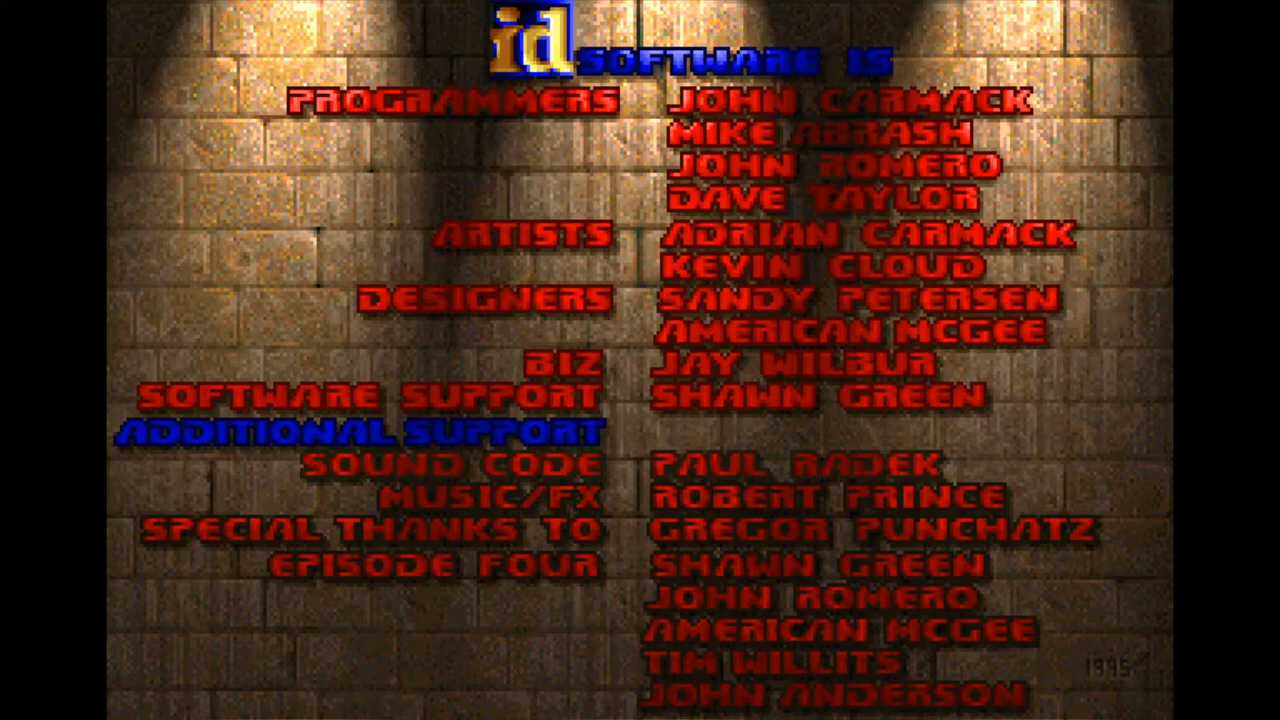 id SOFTWARE IS
PROGRAMMERS JOHN CARMACK
MIKE ABRASH
JOHN ROMERO
DAVE TAYLOR
ARTISTS ADRIAN CARMACK
KEVIN CLOUD
DESIGNERS SANDY PETERSEN
AMERICAN MCGEE
BIZ JAY WILBUR
SOFTWARE SUPPORT SHAWN GREEN
ADDITIONAL SUPPORT
SOUND CODE PAUL RADEK
MUSIC/FX ROBERT PRINCE
SPECIAL THANKS TO GREGOR PUNCHATZ
EPISODE FOUR SHAWN GREEN
JOHN ROMERO
AMERICAN MCGEE
TIM WILLITS
1995
JOHN ANDERSON